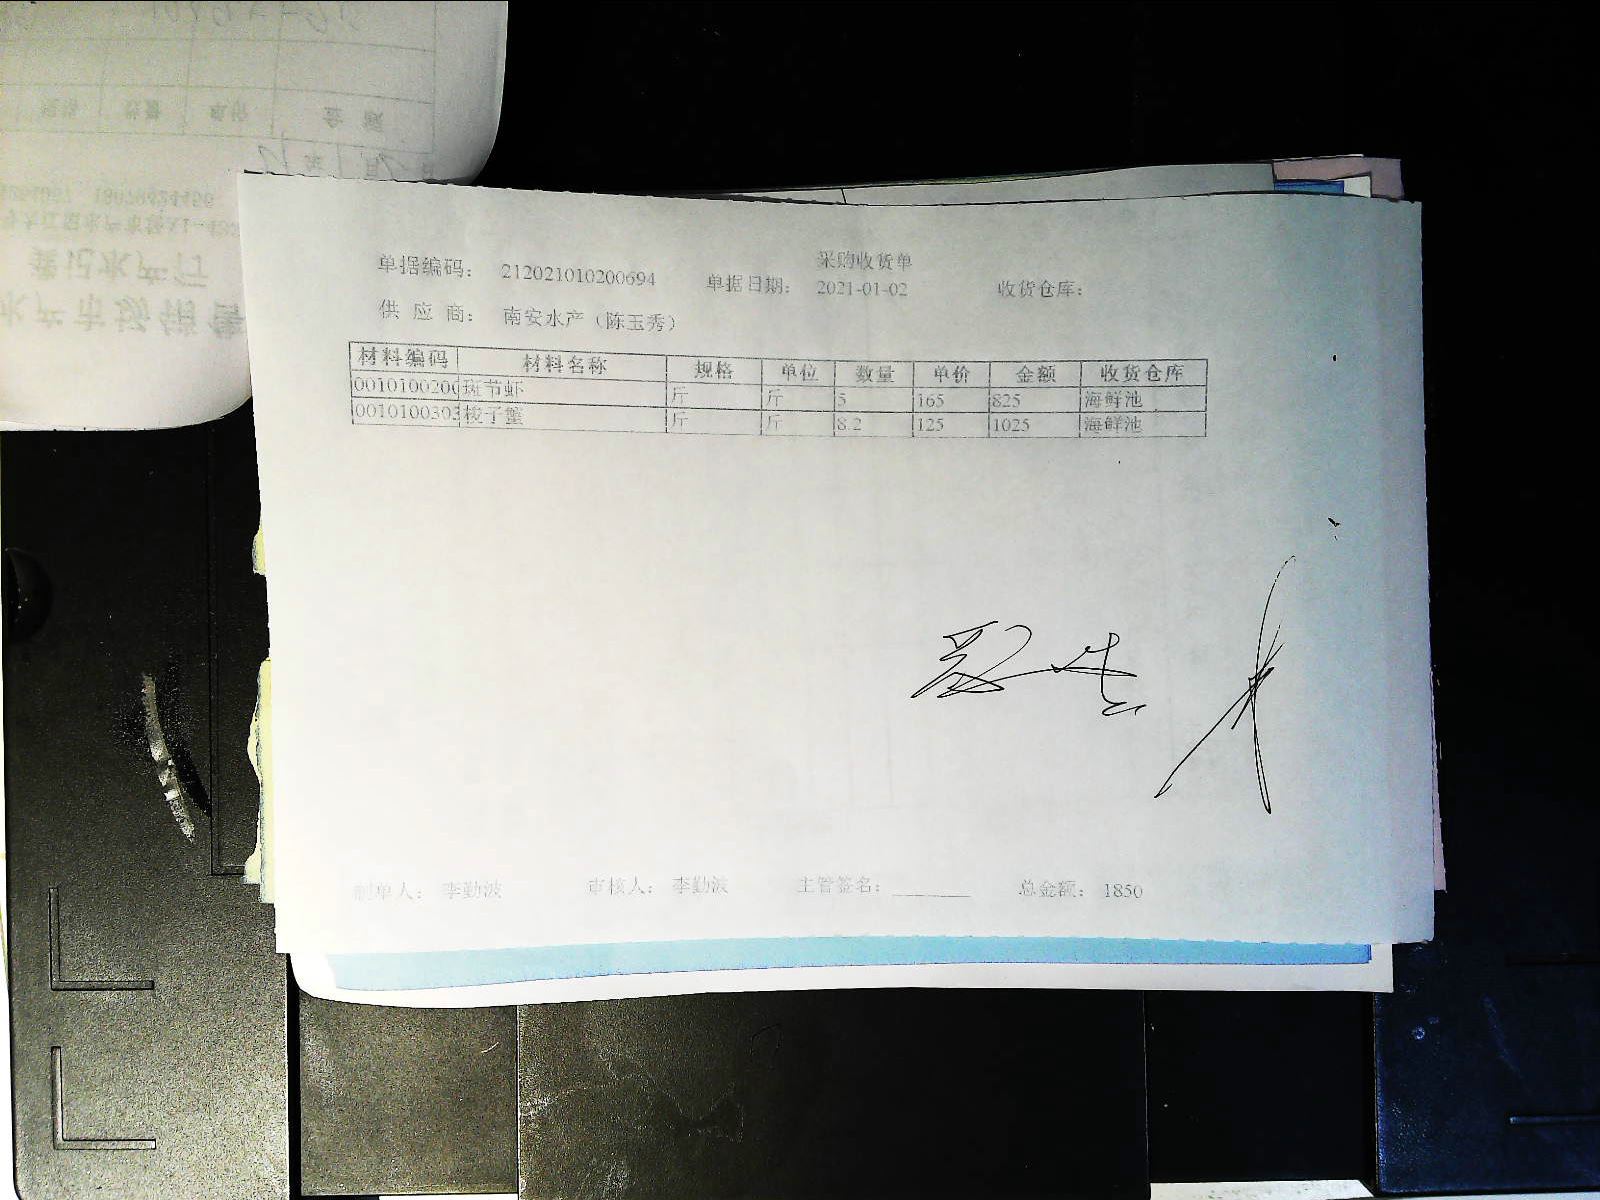 采购收货单
单据编码： 212021010200694 单据日期： 2021-01-02 收货仓库：
供 应 商： 南安水产（陈玉秀）
材料编码 材料名称 规格 单位 数量 单价 金额 收货仓库
0010100200 斑节虾 斤 斤 5 165 825 海鲜池
0010100303 梭子蟹 斤 斤 8.2 125 1025 海鲜池
制单人： 李勤波 审核人： 李勤波 主管签名： 总金额： 1850